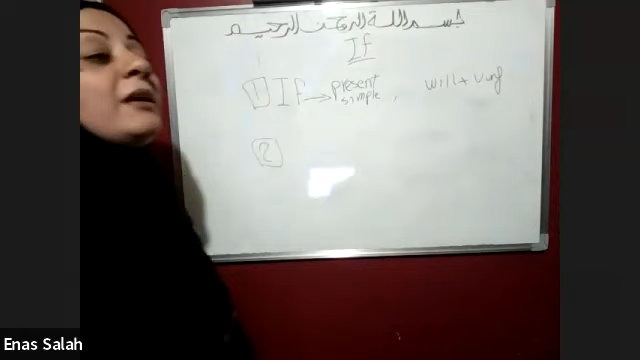 بسم الله الرحمن الرحيم
If
1 If → present simple, will + V inf
2
Enas Salah